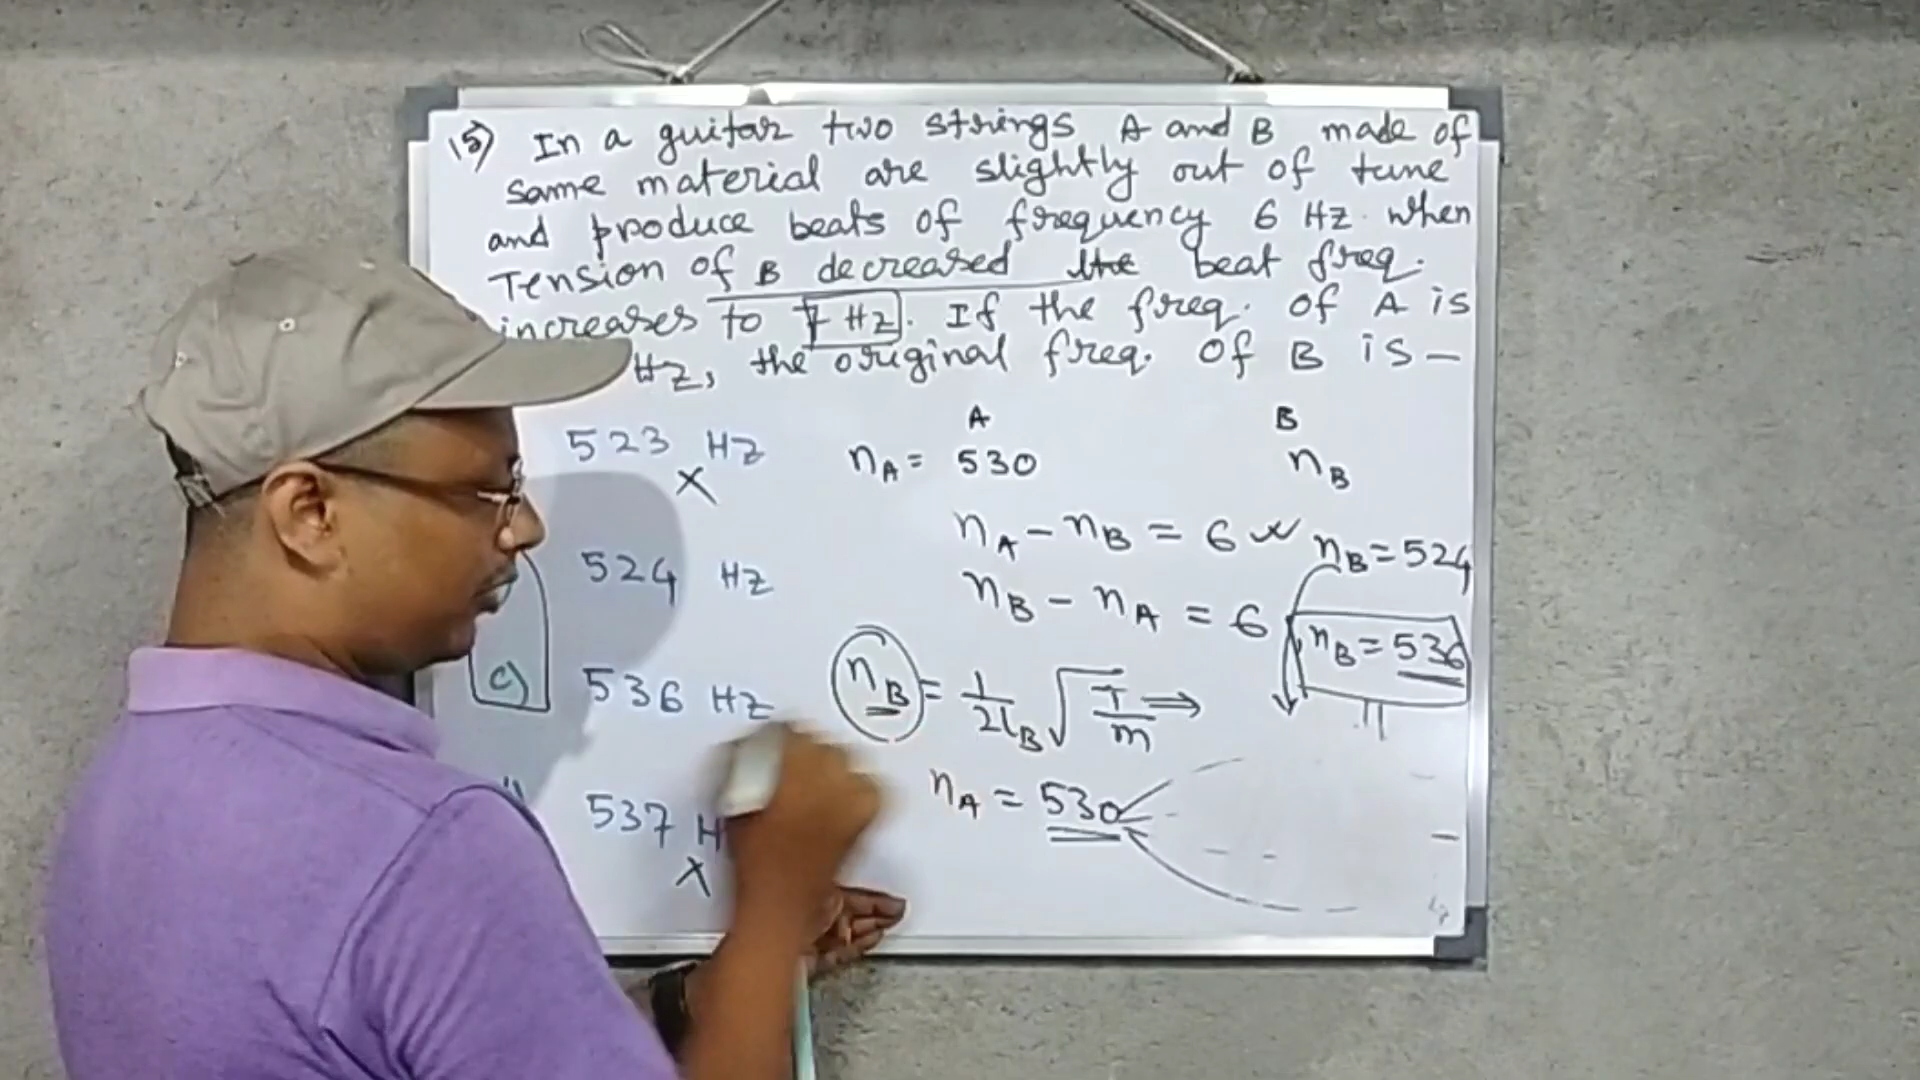 15) In a guitar two strings A and B made of
same material are slightly out of tune
and produce beats of frequency 6 Hz. When
Tension of B decreased the beat freq.
increases to 7 Hz. If the freq. of A is
Hz, the original freq. of B is —
523 Hz
X
524 Hz
c) 536 Hz
537 H
X
A
B
nA = 530
nB
nA - nB = 6
nB = 524
nB - nA = 6
nB = 536
nB = 1/2lB √T/m ⇒
nA = 530